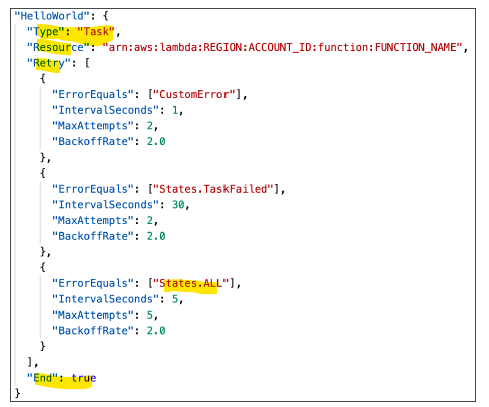 "HelloWorld": {
"Type": "Task",
"Resource": "arn:aws:lambda:REGION:ACCOUNT_ID:function:FUNCTION_NAME",
"Retry": [
{
"ErrorEquals": ["CustomError"],
"IntervalSeconds": 1,
"MaxAttempts": 2,
"BackoffRate": 2.0
},
{
"ErrorEquals": ["States.TaskFailed"],
"IntervalSeconds": 30,
"MaxAttempts": 2,
"BackoffRate": 2.0
},
{
"ErrorEquals": ["States.ALL"],
"IntervalSeconds": 5,
"MaxAttempts": 5,
"BackoffRate": 2.0
}
],
"End": true
}